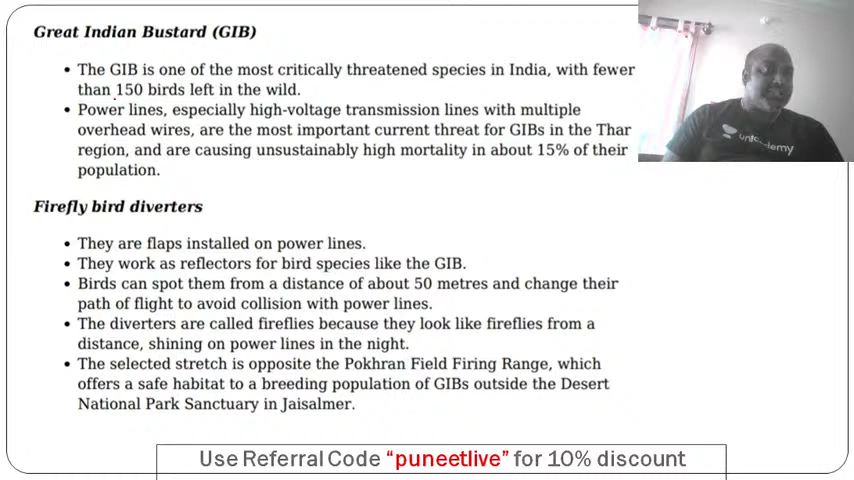 Great Indian Bustard (GIB)
• The GIB is one of the most critically threatened species in India, with fewer
than 150 birds left in the wild.
• Power lines, especially high-voltage transmission lines with multiple
overhead wires, are the most important current threat for GIBs in the Thar
region, and are causing unsustainably high mortality in about 15% of their
population.
Firefly bird diverters
• They are flaps installed on power lines.
• They work as reflectors for bird species like the GIB.
• Birds can spot them from a distance of about 50 metres and change their
path of flight to avoid collision with power lines.
• The diverters are called fireflies because they look like fireflies from a
distance, shining on power lines in the night.
• The selected stretch is opposite the Pokhran Field Firing Range, which
offers a safe habitat to a breeding population of GIBs outside the Desert
National Park Sanctuary in Jaisalmer.
Use Referral Code “puneetlive” for 10% discount